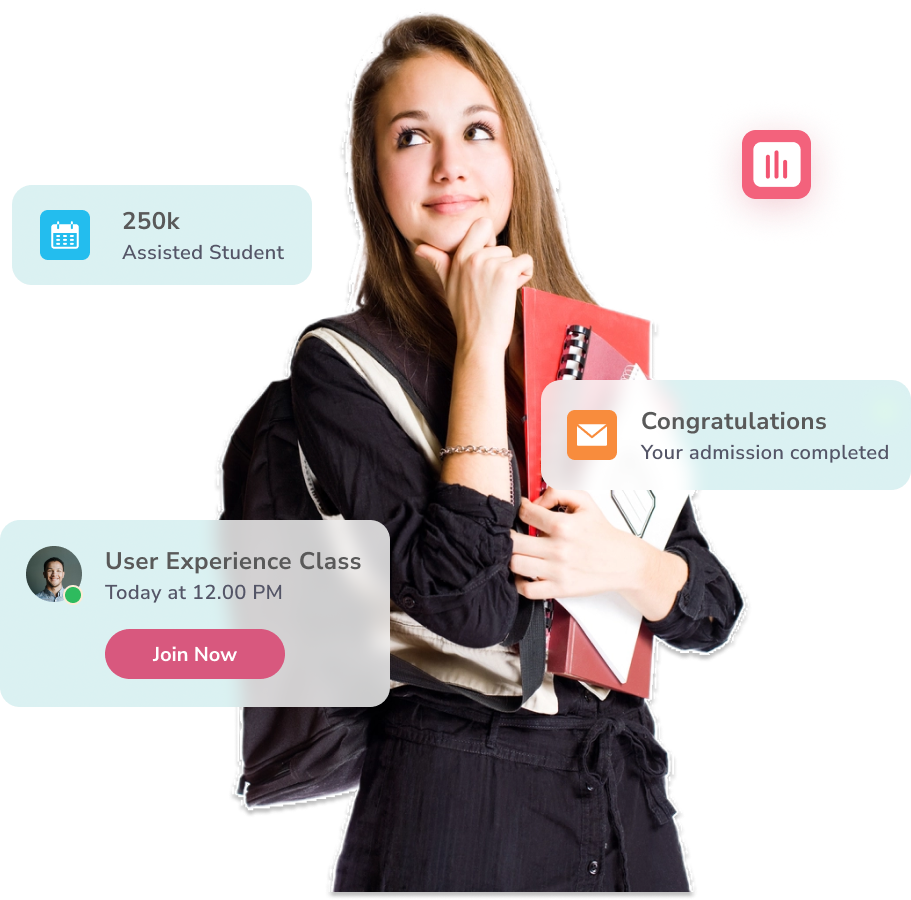 250k
Assisted Student
Congratulations
Your admission completed
User Experience Class
Today at 12.00 PM
Join Now